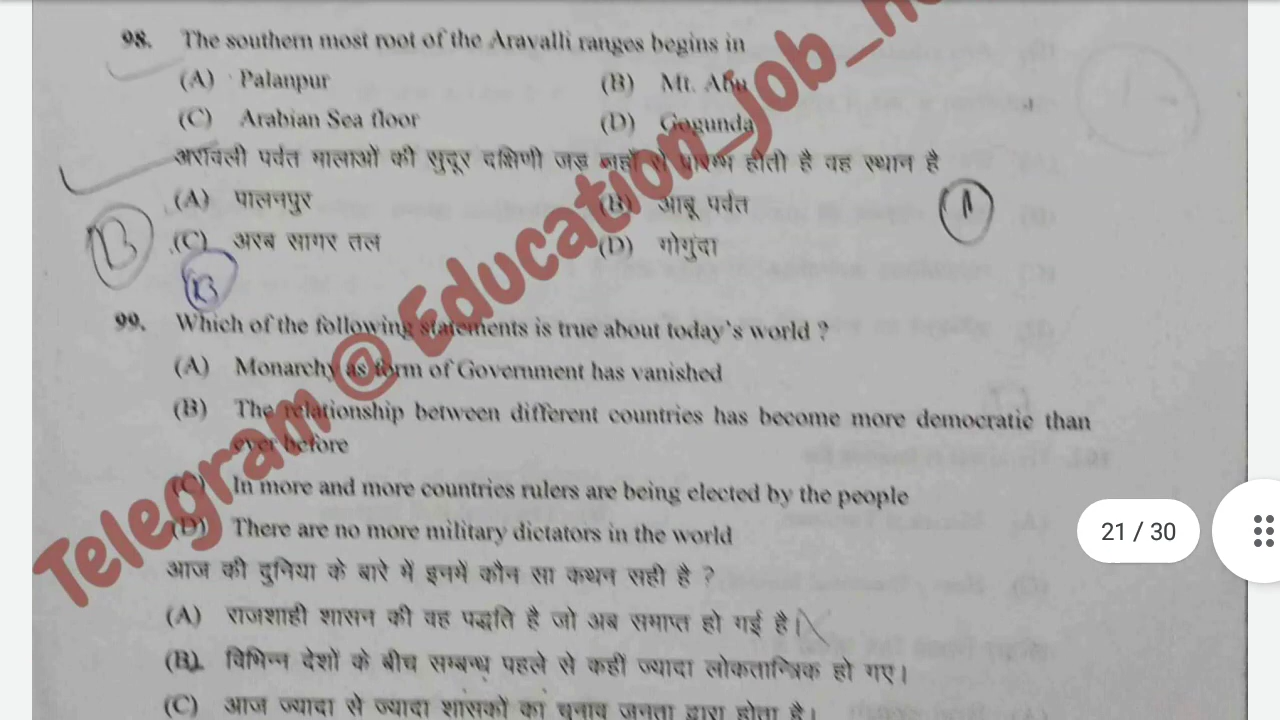 98. The southern most root of the Aravalli ranges begins in
(A) Palanpur (B) Mt. Abu
(C) Arabian Sea floor (D) Gogunda
अरावली पर्वत मालाओं की सुदूर दक्षिणी जड़ जहाँ से प्रारम्भ होती है वह स्थान है
(A) पालनपुर (B) आबू पर्वत
(C) अरब सागर तल (D) गोगुंदा
A
B
B
99. Which of the following statements is true about today's world ?
(A) Monarchy as form of Government has vanished
(B) The relationship between different countries has become more democratic than
ever before
(C) In more and more countries rulers are being elected by the people
(D) There are no more military dictators in the world
आज की दुनिया के बारे में इनमें कौन सा कथन सही है ?
(A) राजशाही शासन की वह पद्धति है जो अब समाप्त हो गई है।
(B) विभिन्न देशों के बीच सम्बन्ध पहले से कहीं ज्यादा लोकतान्त्रिक हो गए।
(C) आज ज्यादा से ज्यादा शासकों का चुनाव जनता द्वारा होता है।
Telegram @ Education_job_
21 / 30